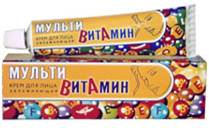 МУЛЬТИ
ВИТАМИН
КРЕМ ДЛЯ ЛИЦА
УВЛАЖНЯЮЩИЙ
МУЛЬТИ
ВИТАМИН
КРЕМ ДЛЯ ЛИЦА
УВЛАЖНЯЮЩИЙ
F
E